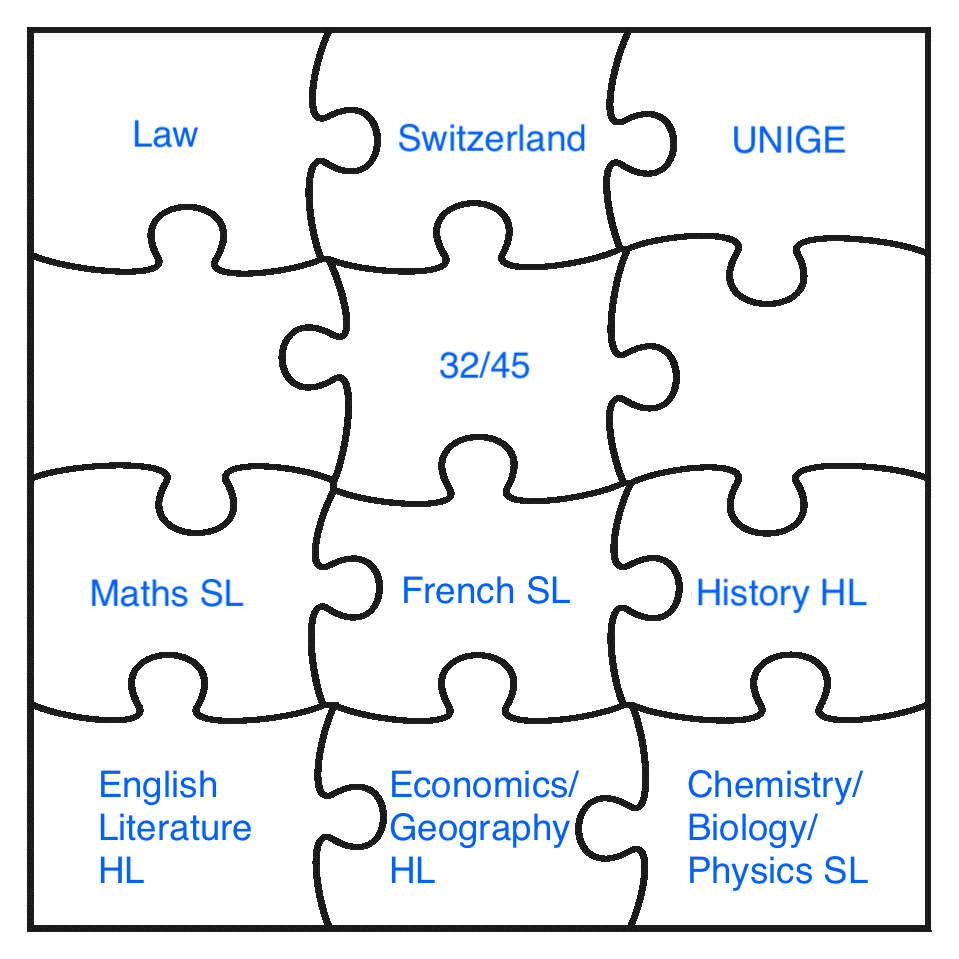 Law
Switzerland
UNIGE
32/45
Maths SL
French SL
History HL
English
Literature
HL
Economics/
Geography
HL
Chemistry/
Biology/
Physics SL